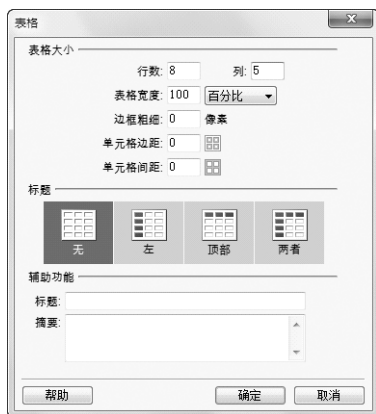 表格
表格大小
行数: 8 列: 5
表格宽度: 100 百分比
边框粗细: 0 像素
单元格边距: 0
单元格间距: 0
标题
无 左 顶部 两者
辅助功能
标题:
摘要:
帮助 确定 取消